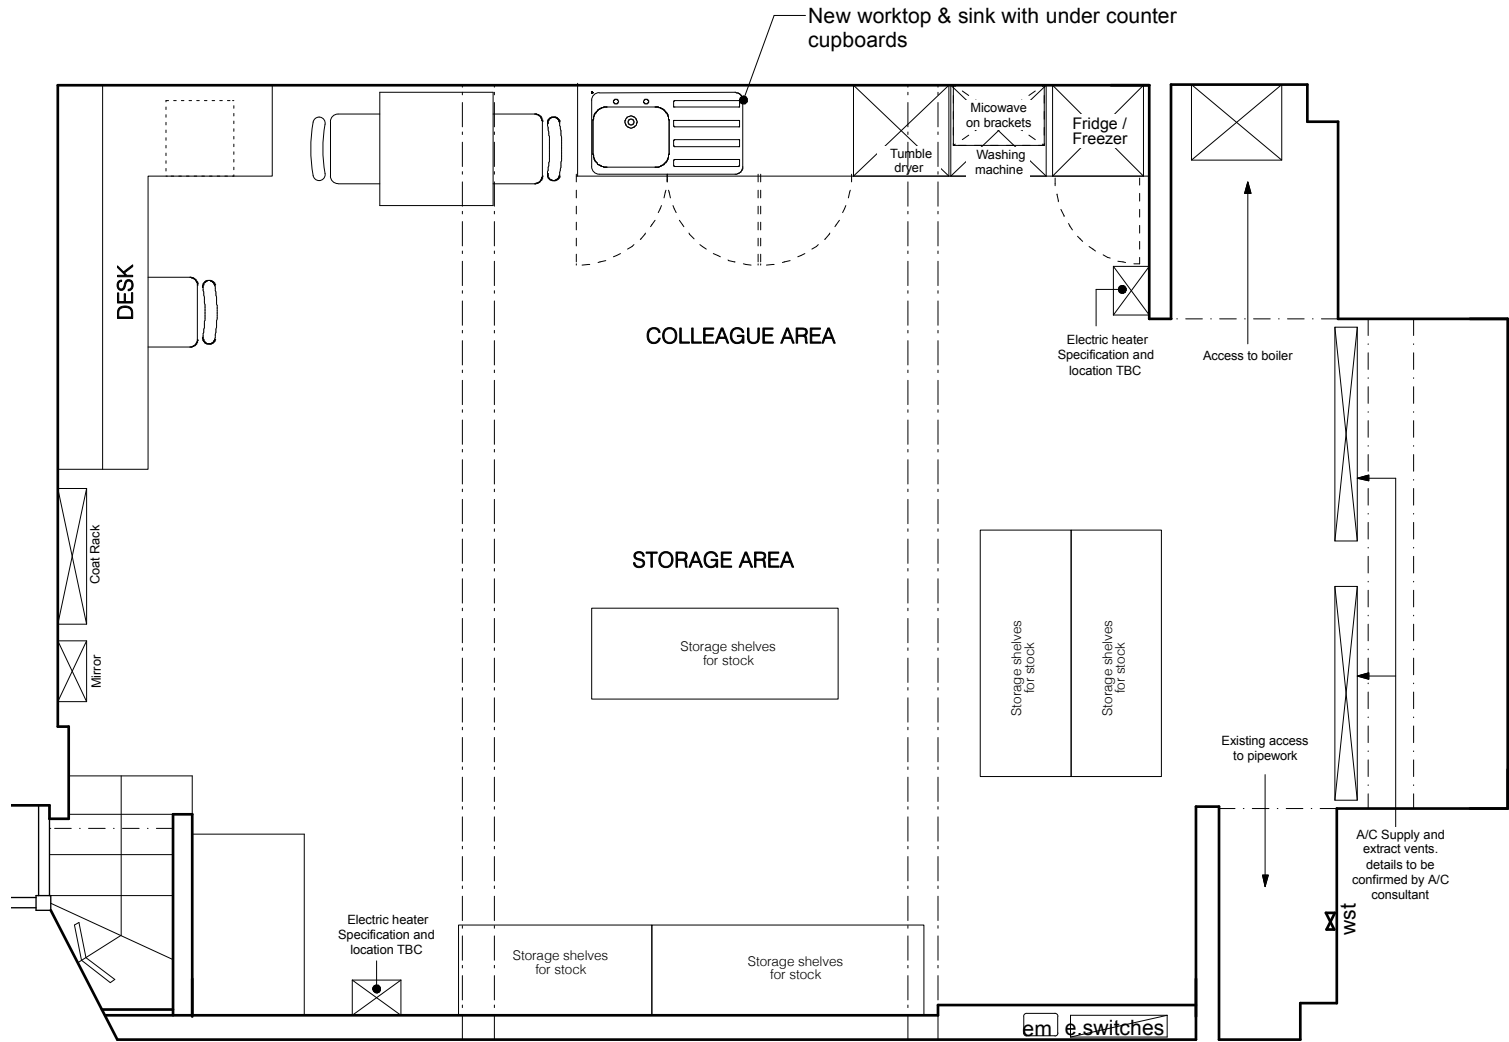 New worktop & sink with under counter
cupboards
Micowave
on brackets
Fridge /
Freezer
Tumble
dryer
Washing
machine
DESK
COLLEAGUE AREA
Electric heater
Specification and
location TBC
Access to boiler
Coat Rack
STORAGE AREA
Storage shelves
for stock
Storage shelves
for stock
Storage shelves
for stock
Mirror
Existing access
to pipework
A/C Supply and
extract vents.
details to be
confirmed by A/C
consultant
Electric heater
Specification and
location TBC
wst
Storage shelves
for stock
Storage shelves
for stock
em
e.switches